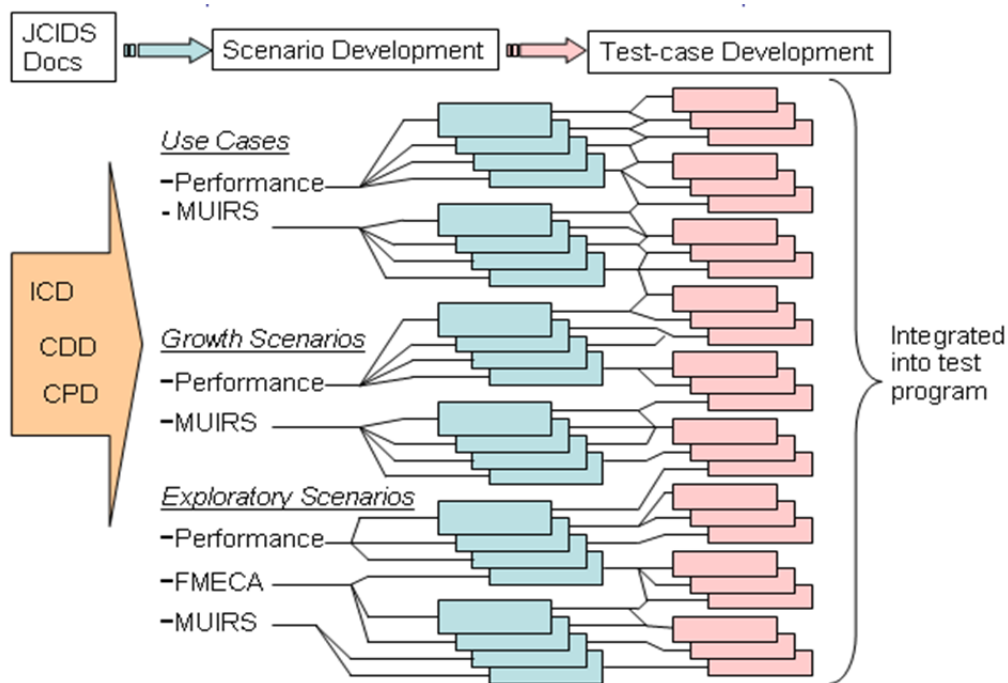 JCIDS
Docs
Scenario Development
Test-case Development
Use Cases
-Performance
- MUIRS
ICD
CDD
CPD
Growth Scenarios
-Performance
-MUIRS
Exploratory Scenarios
-Performance
-FMECA
-MUIRS
Integrated
into test
program